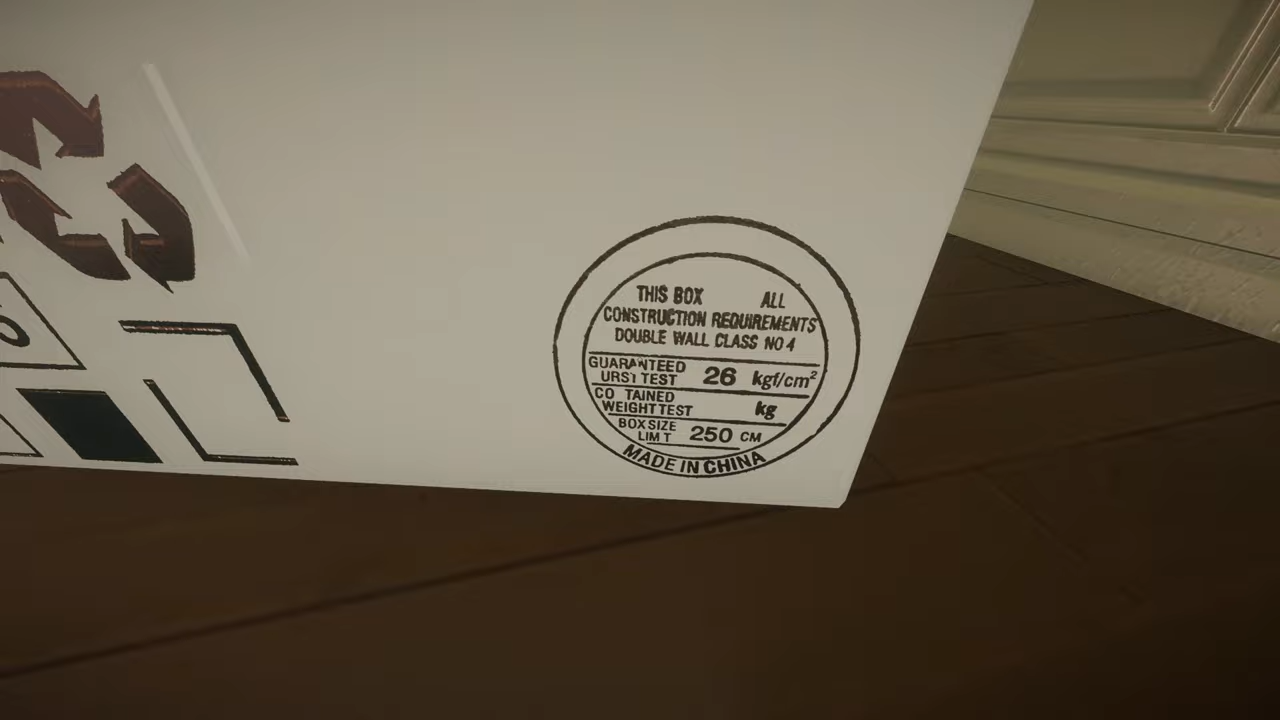 THIS BOX ALL
CONSTRUCTION REQUIREMENTS
DOUBLE WALL CLASS NO 4
GUARANTEED
URST TEST 26 kgf/cm²
CO TAINED
WEIGHT TEST kg
BOX SIZE
LIM T 250 CM
MADE IN CHINA